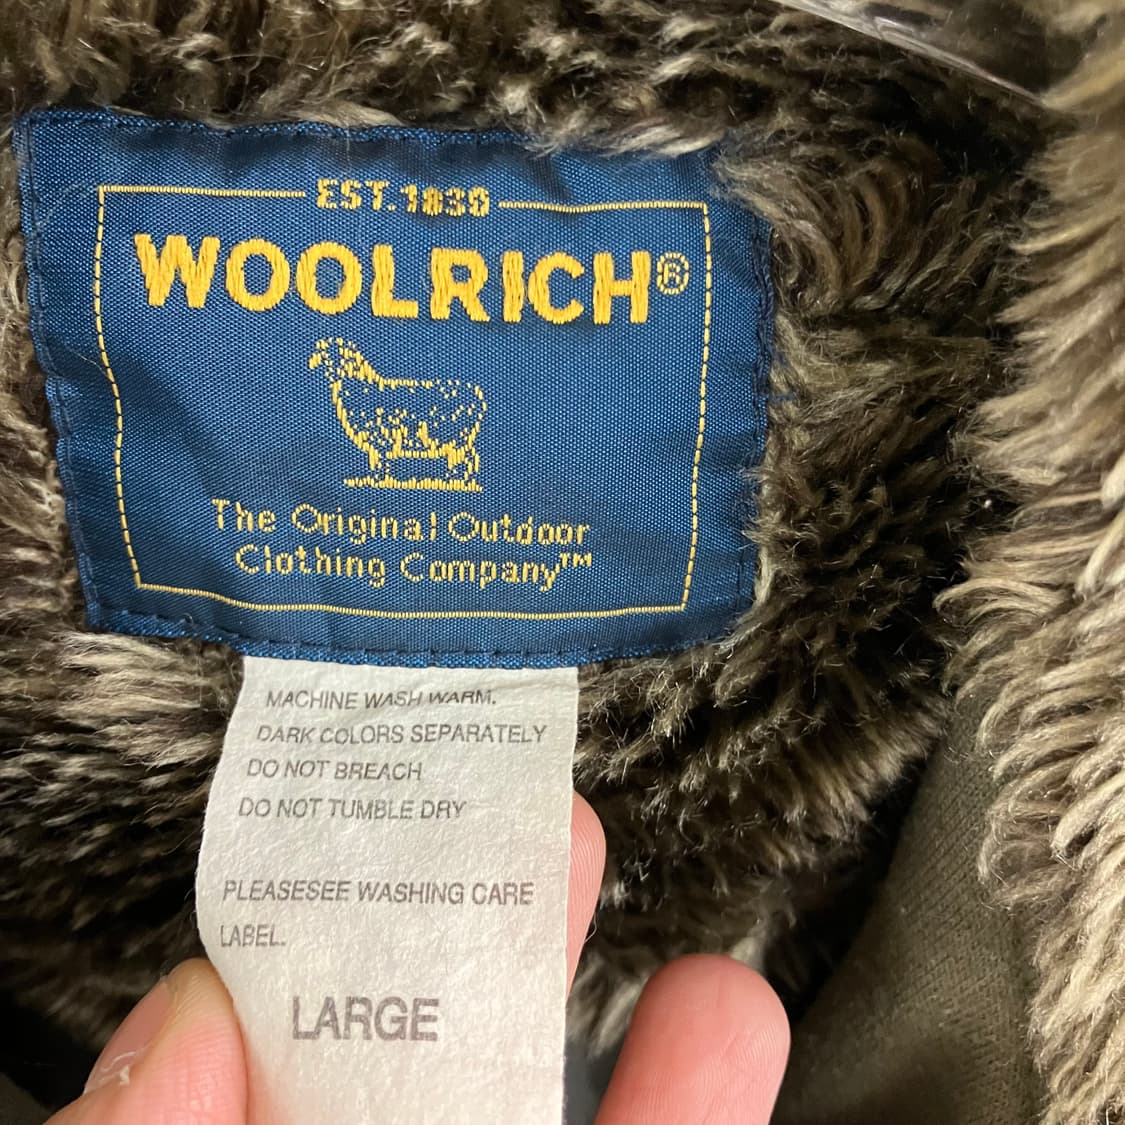 EST. 1830
WOOLRICH®
The Original Outdoor
Clothing Company™
MACHINE WASH WARM.
DARK COLORS SEPARATELY
DO NOT BREACH
DO NOT TUMBLE DRY
PLEASESEE WASHING CARE
LABEL.
LARGE